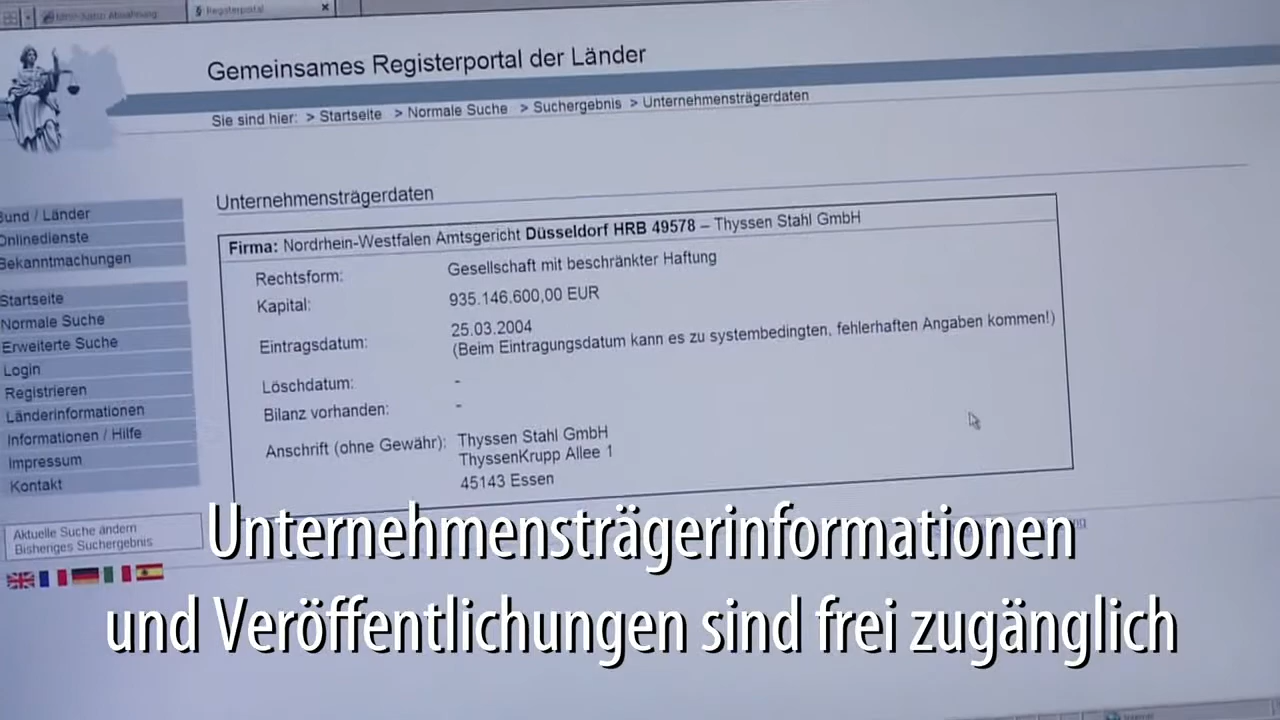 Registerportal
Gemeinsames Registerportal der Länder
Sie sind hier: > Startseite > Normale Suche > Suchergebnis > Unternehmensträgerdaten
Bund / Länder
Onlinedienste
Bekanntmachungen
Startseite
Normale Suche
Erweiterte Suche
Login
Registrieren
Länderinformationen
Informationen / Hilfe
Impressum
Kontakt
Aktuelle Suche ändern
Bisheriges Suchergebnis
Unternehmensträgerdaten
Firma: Nordrhein-Westfalen Amtsgericht Düsseldorf HRB 49578 – Thyssen Stahl GmbH
Rechtsform: Gesellschaft mit beschränkter Haftung
Kapital: 935.146.600,00 EUR
Eintragsdatum: 25.03.2004
(Beim Eintragungsdatum kann es zu systembedingten, fehlerhaften Angaben kommen!)
Löschdatum: -
Bilanz vorhanden: -
Anschrift (ohne Gewähr): Thyssen Stahl GmbH
ThyssenKrupp Allee 1
45143 Essen
Unternehmensträgerinformationen
und Veröffentlichungen sind frei zugänglich